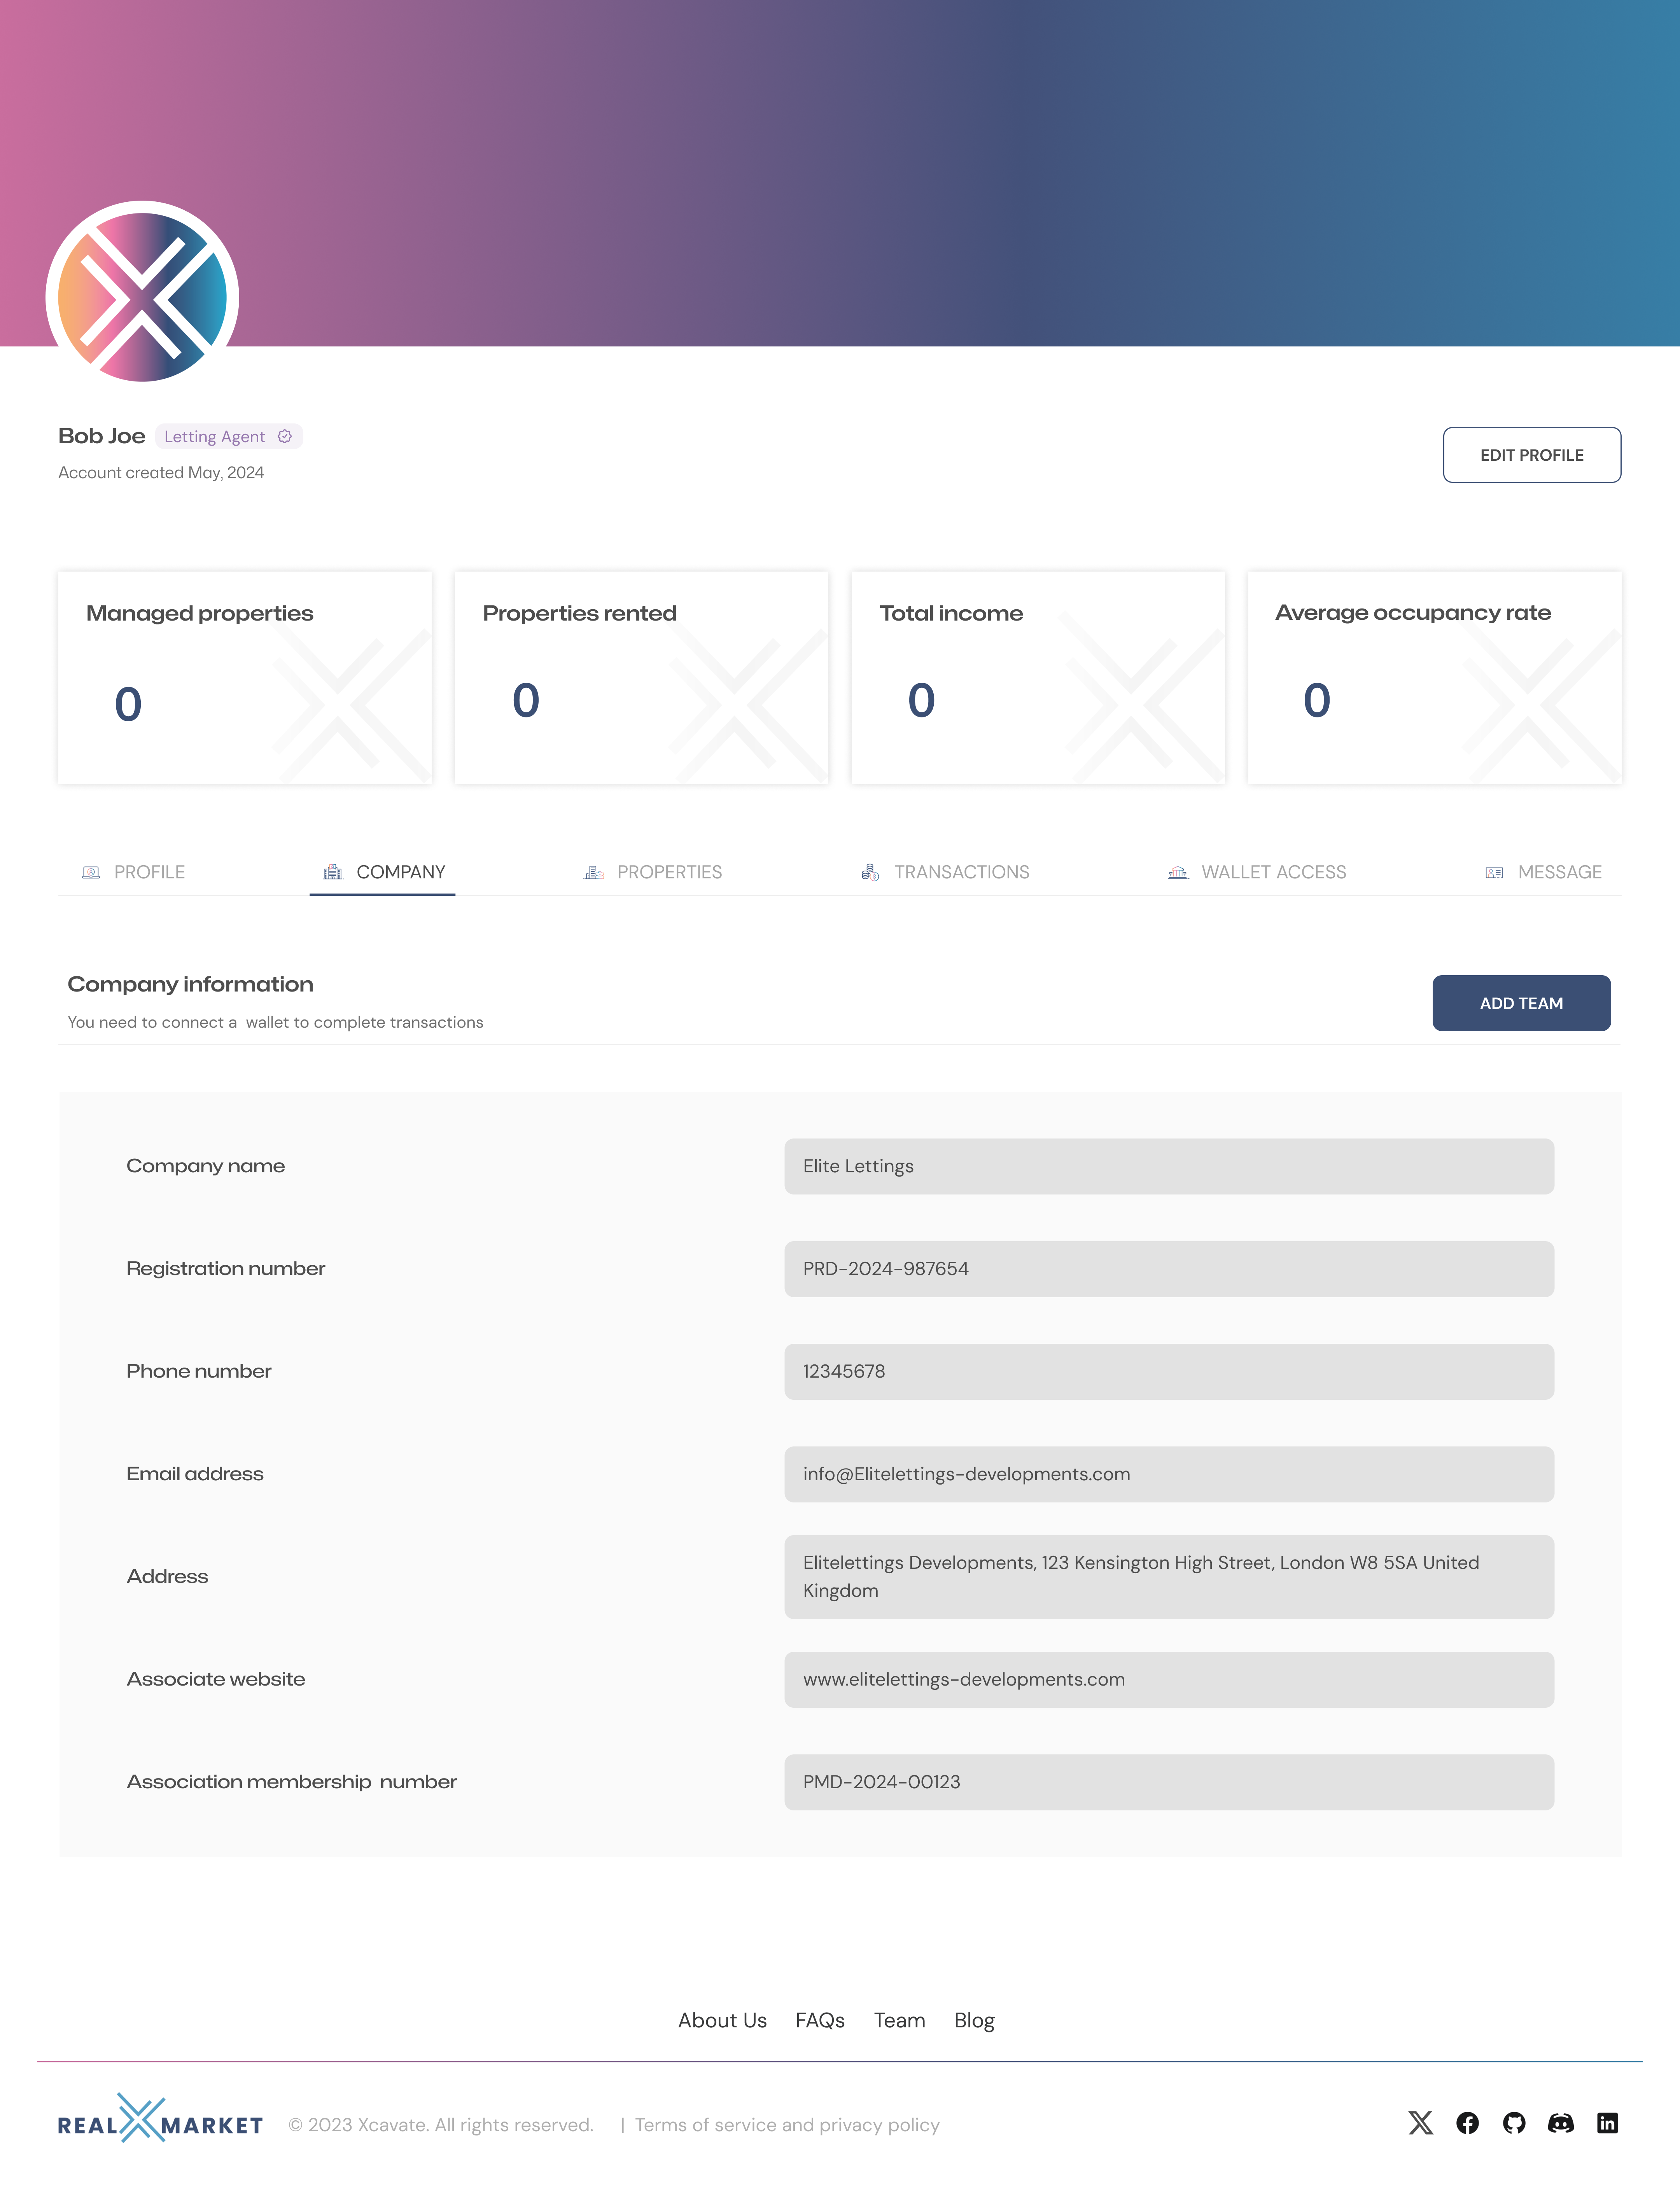 Bob Joe Letting Agent
Account created May, 2024
EDIT PROFILE
Managed properties
0
Properties rented
0
Total income
0
Average occupancy rate
0
PROFILE COMPANY PROPERTIES TRANSACTIONS WALLET ACCESS MESSAGE
Company information
You need to connect a  wallet to complete transactions
ADD TEAM
Company name
Elite Lettings
Registration number
PRD-2024-987654
Phone number
12345678
Email address
info@Elitelettings-developments.com
Address
Elitelettings Developments, 123 Kensington High Street, London W8 5SA United
Kingdom
Associate website
www.elitelettings-developments.com
Association membership  number
PMD-2024-00123
About Us FAQs Team Blog
REAL MARKET © 2023 Xcavate. All rights reserved. | Terms of service and privacy policy